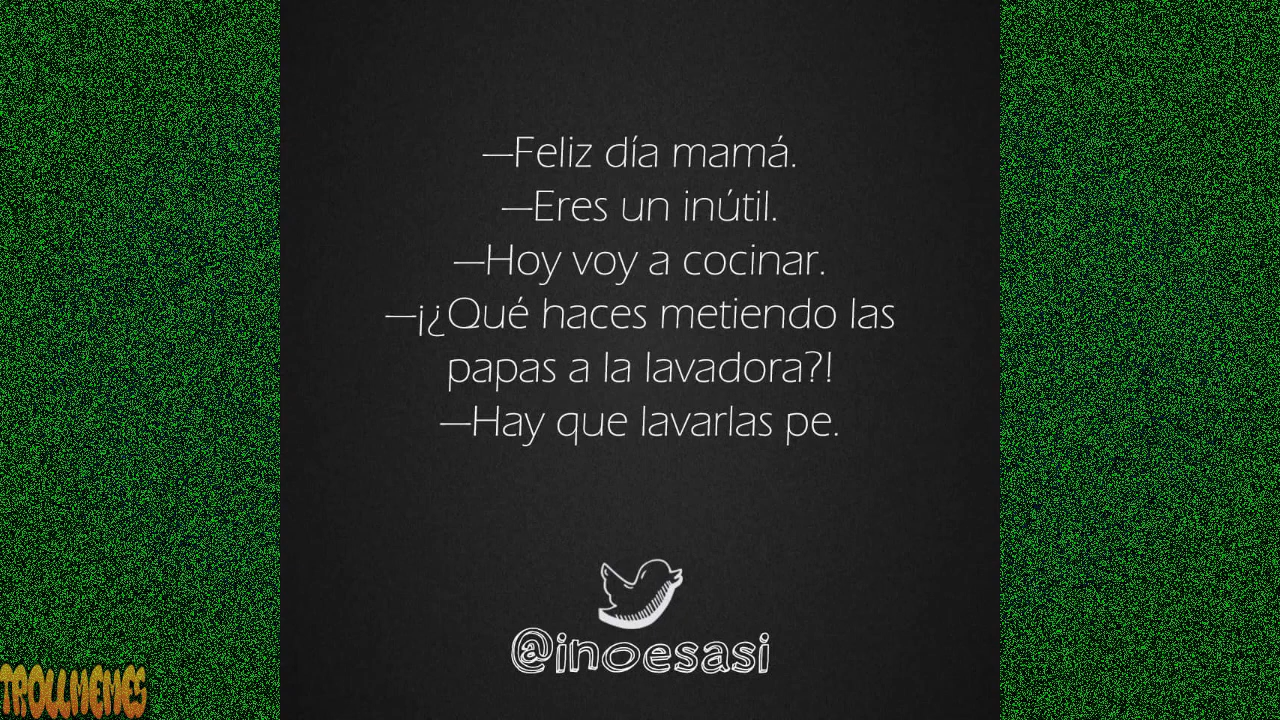 —Feliz día mamá.
—Eres un inútil.
—Hoy voy a cocinar.
—¡¿Qué haces metiendo las
papas a la lavadora?!
—Hay que lavarlas pe.
@inoesasi
TROLLMEMES